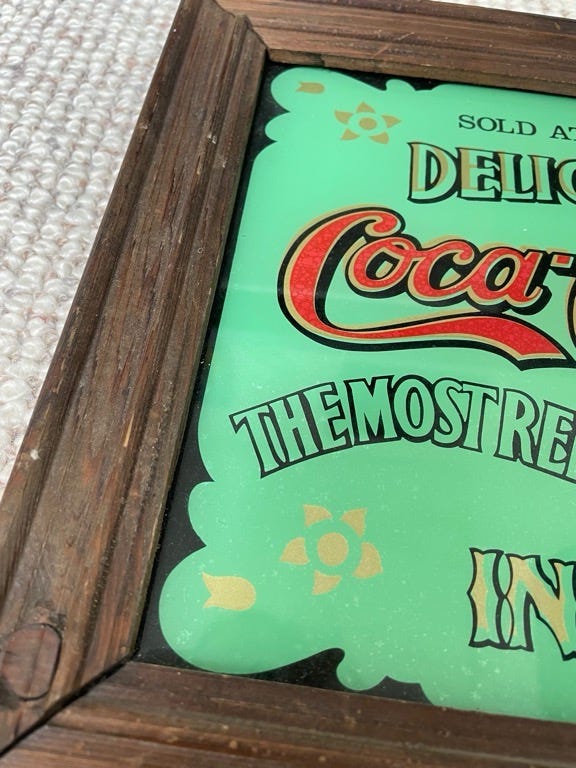 SOLD AT
DELIC
Coca-C
THE MOST RE
IN